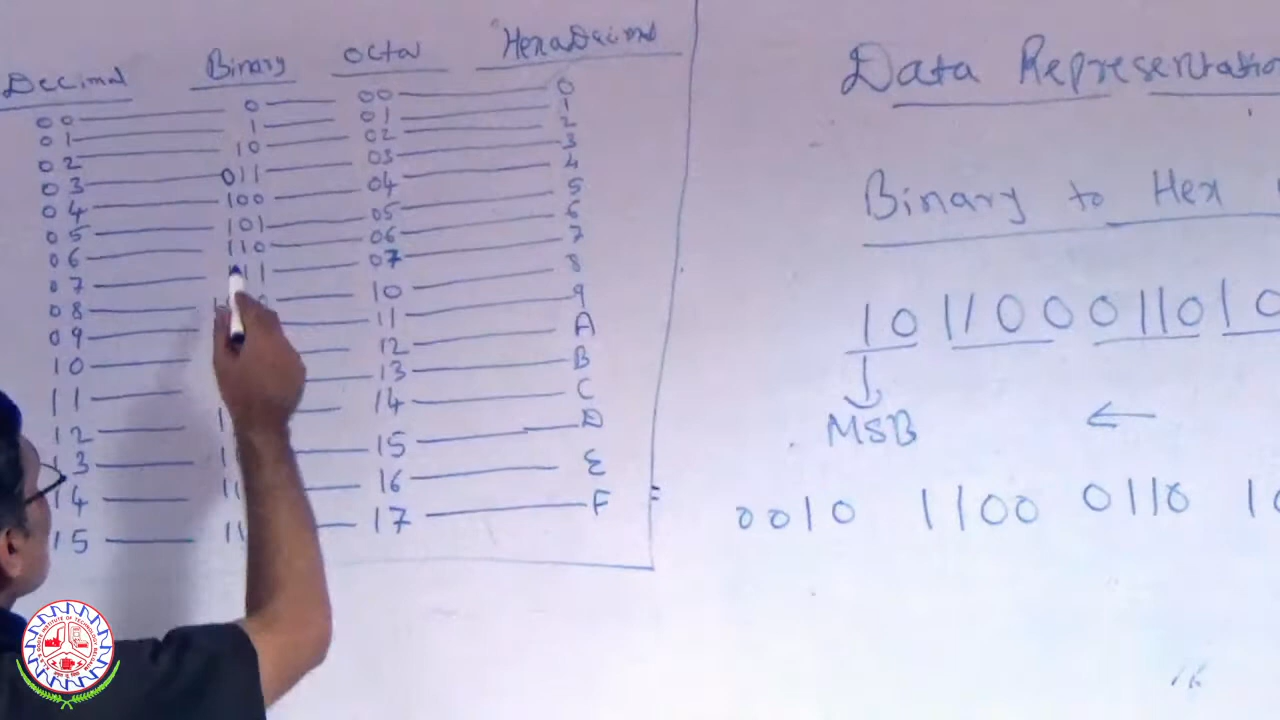 Decimal Binary Octal HexaDecimal
00 0 00 0
01 1 01 1
02 10 02 2
03 011 03 3
04 100 04 4
05 101 05 5
06 110 06 6
07 111 07 7
08 10 8
09 11 9
10 12 A
11 13 B
12 14 C
13 15 D
14 16 E
15 17 F
Data Representation
Binary to Hex
10 1100 0110 10
MSB ←
= 0010 1100 0110 10